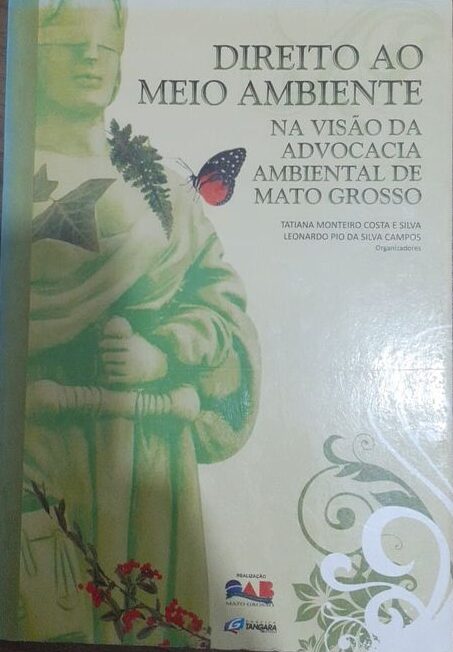 DIREITO AO
MEIO AMBIENTE
NA VISÃO DA
ADVOCACIA
AMBIENTAL DE
MATO GROSSO
TATIANA MONTEIRO COSTA E SILVA
LEONARDO PIO DA SILVA CAMPOS
Organizadores
REALIZAÇÃO
OAB
MATO GROSSO
TANGARÁ